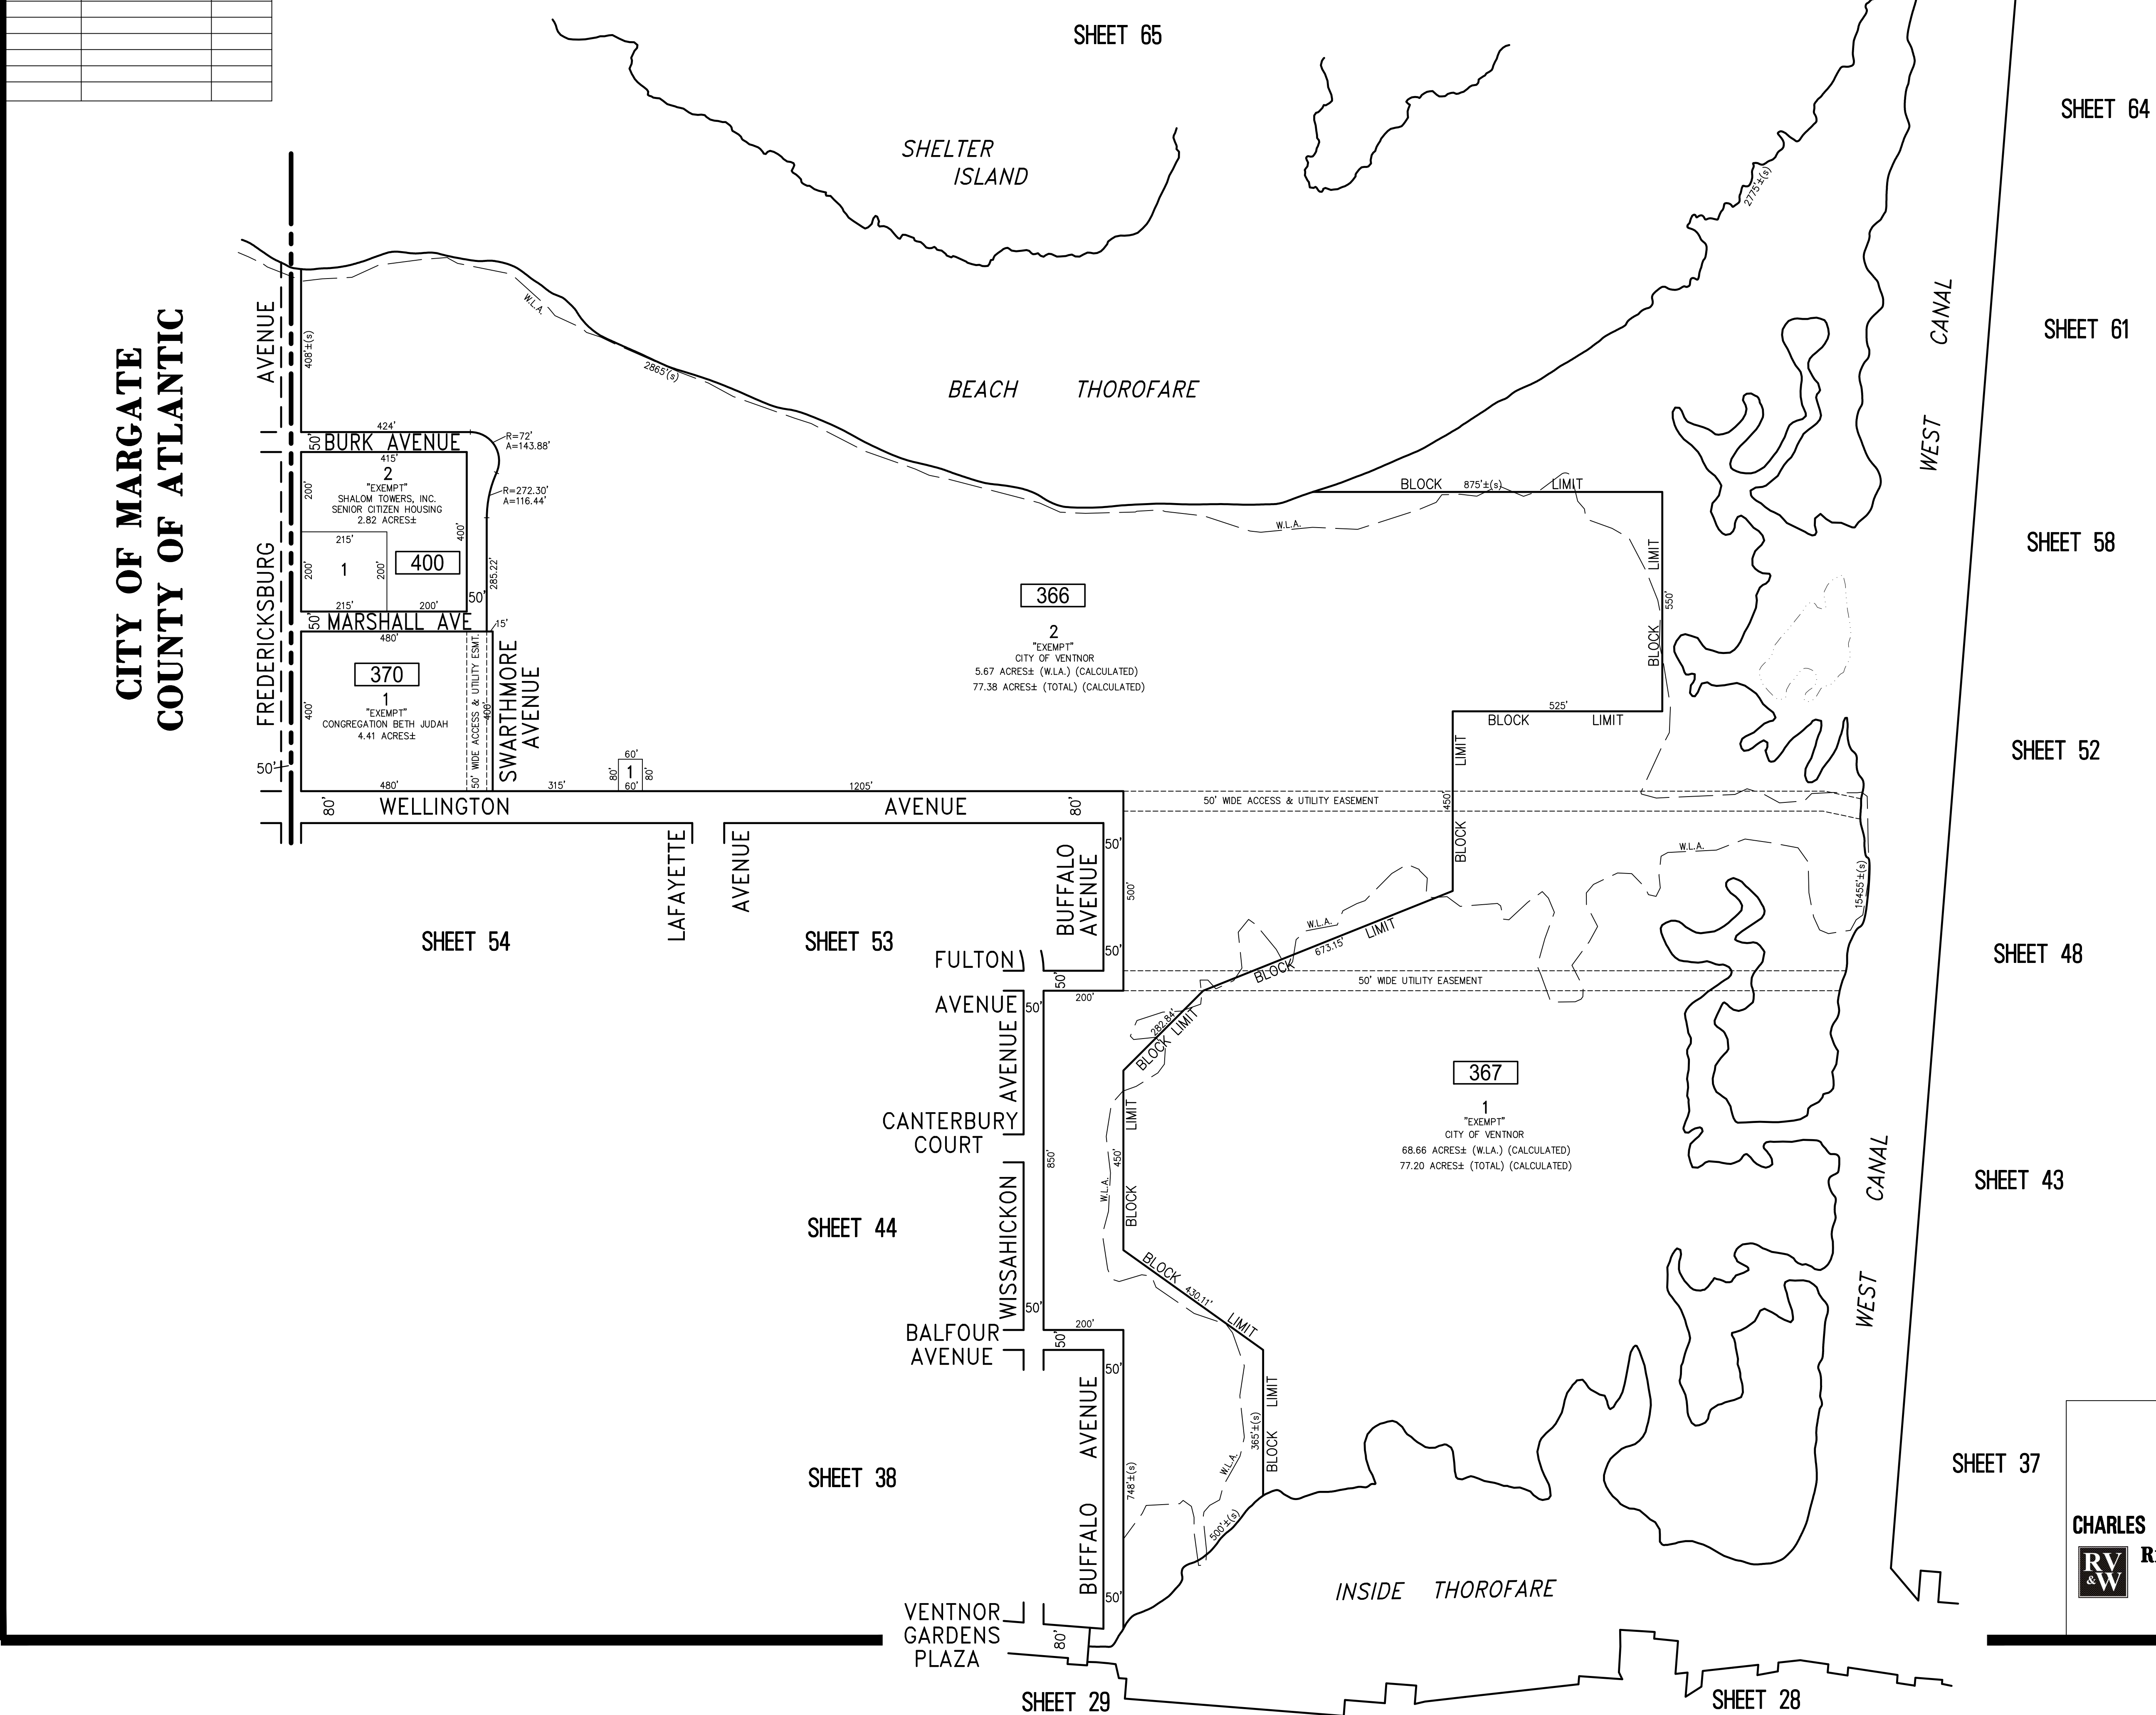 SHEET 65
SHEET 64
SHELTER
ISLAND
2775'±(s)
CITY OF MARGATE
COUNTY OF ATLANTIC
AVENUE
FREDERICKSBURG
408'±(s)
W.L.A.
2865'(s)
BEACH THOROFARE
WEST CANAL
SHEET 61
424'
50'
BURK AVENUE
415'
R=72'
A=143.88'
R=272.30'
A=116.44'
2
"EXEMPT"
SHALOM TOWERS, INC.
SENIOR CITIZEN HOUSING
2.82 ACRES±
200'
400'
215'
200'
1
200'
400
285.22'
215'
200'
50'
50'
MARSHALL AVE
15'
480'
370
1
"EXEMPT"
CONGREGATION BETH JUDAH
4.41 ACRES±
400'
50' WIDE ACCESS & UTILITY ESMT.
400'
SWARTHMORE
AVENUE
50'
480'
315'
60'
80'
1
80'
60'
1205'
BLOCK 875'±(s) LIMIT
W.L.A.
BLOCK LIMIT
550'
366
2
"EXEMPT"
CITY OF VENTNOR
5.67 ACRES± (W.LA.) (CALCULATED)
77.38 ACRES± (TOTAL) (CALCULATED)
525'
BLOCK LIMIT
BLOCK LIMIT
450'
SHEET 58
SHEET 52
80'
WELLINGTON AVENUE
80'
50' WIDE ACCESS & UTILITY EASEMENT
LAFAYETTE
AVENUE
BUFFALO
AVENUE
50'
500'
50'
W.L.A.
15455'±(s)
W.L.A.
BLOCK LIMIT
673.15'
SHEET 54
SHEET 53
SHEET 48
FULTON
AVENUE
50'
200'
50'
50' WIDE UTILITY EASEMENT
282.84'
BLOCK LIMIT
AVENUE
WISSAHICKON
CANTERBURY
COURT
850'
BLOCK LIMIT
450'
W.L.A.
367
1
"EXEMPT"
CITY OF VENTNOR
68.66 ACRES± (W.LA.) (CALCULATED)
77.20 ACRES± (TOTAL) (CALCULATED)
WEST CANAL
SHEET 43
SHEET 44
BLOCK 430.11' LIMIT
50'
BALFOUR
AVENUE
50'
200'
50'
BUFFALO AVENUE
748'±(s)
BLOCK LIMIT
365'±(s)
W.L.A.
500'±(s)
SHEET 38
SHEET 37
50'
VENTNOR
GARDENS
PLAZA
80'
INSIDE THOROFARE
CHARLES
RV
&W
SHEET 29
SHEET 28